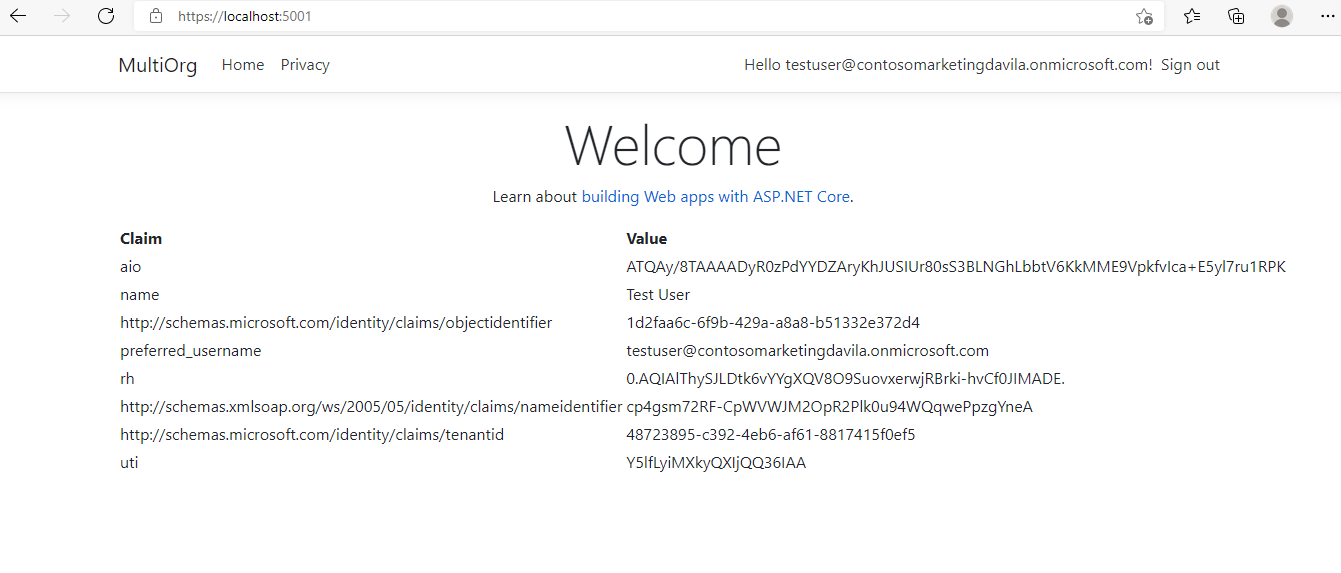 https://localhost:5001
MultiOrg Home Privacy Hello testuser@contosomarketingdavila.onmicrosoft.com! Sign out
Welcome
Learn about building Web apps with ASP.NET Core.
Claim Value
aio ATQAy/8TAAAADyR0zPdYYDZAryKhJUSIUr80sS3BLNGhLbbtV6KkMME9VpkfvIca+E5yl7ru1RPK
name Test User
http://schemas.microsoft.com/identity/claims/objectidentifier 1d2faa6c-6f9b-429a-a8a8-b51332e372d4
preferred_username testuser@contosomarketingdavila.onmicrosoft.com
rh 0.AQIAlThySJLDtk6vYYgXQV8O9SuovxerwjRBrki-hvCf0JIMADE.
http://schemas.xmlsoap.org/ws/2005/05/identity/claims/nameidentifier cp4gsm72RF-CpWVWJM2OpR2Plk0u94WQqwePpzgYneA
http://schemas.microsoft.com/identity/claims/tenantid 48723895-c392-4eb6-af61-8817415f0ef5
uti Y5lfLyiMXkyQXIjQQ36IAA